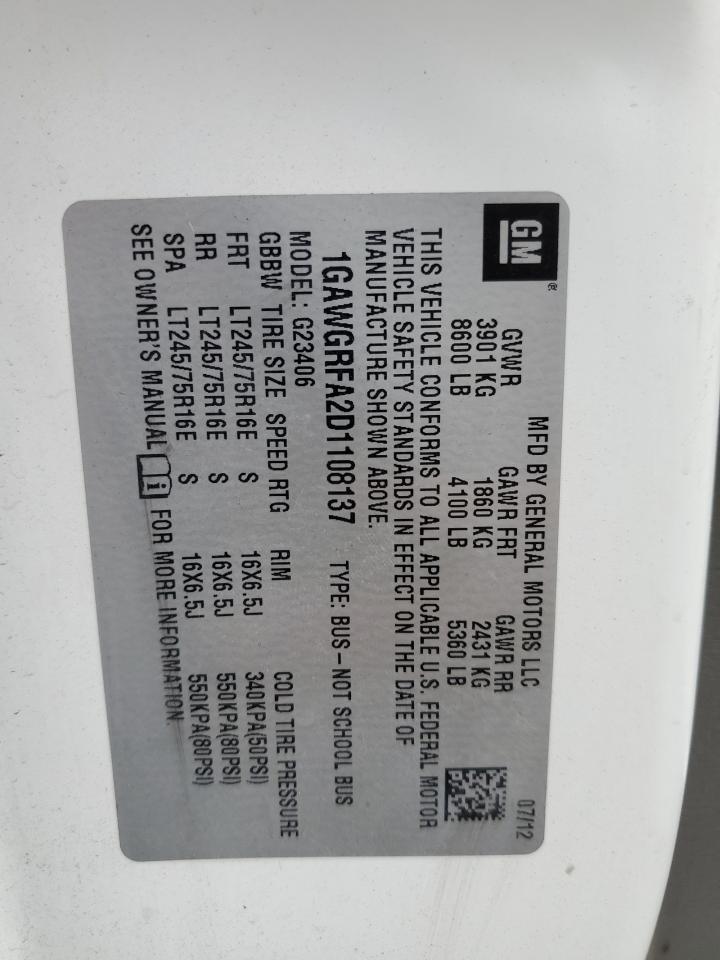 GM ®
MFD BY GENERAL MOTORS LLC 07/12
GVWR GAWR FRT GAWR RR
3901 KG 1860 KG 2431 KG
8600 LB 4100 LB 5360 LB
THIS VEHICLE CONFORMS TO ALL APPLICABLE U.S. FEDERAL MOTOR
VEHICLE SAFETY STANDARDS IN EFFECT ON THE DATE OF
MANUFACTURE SHOWN ABOVE.
1GAWGRFA2D1108137 TYPE: BUS–NOT SCHOOL BUS
MODEL: G23406
GBBW TIRE SIZE SPEED RTG RIM COLD TIRE PRESSURE
FRT LT245/75R16E S 16X6.5J 340KPA(50PSI)
RR LT245/75R16E S 16X6.5J 550KPA(80PSI)
SPA LT245/75R16E S 16X6.5J 550KPA(80PSI)
SEE OWNER'S MANUAL i FOR MORE INFORMATION.